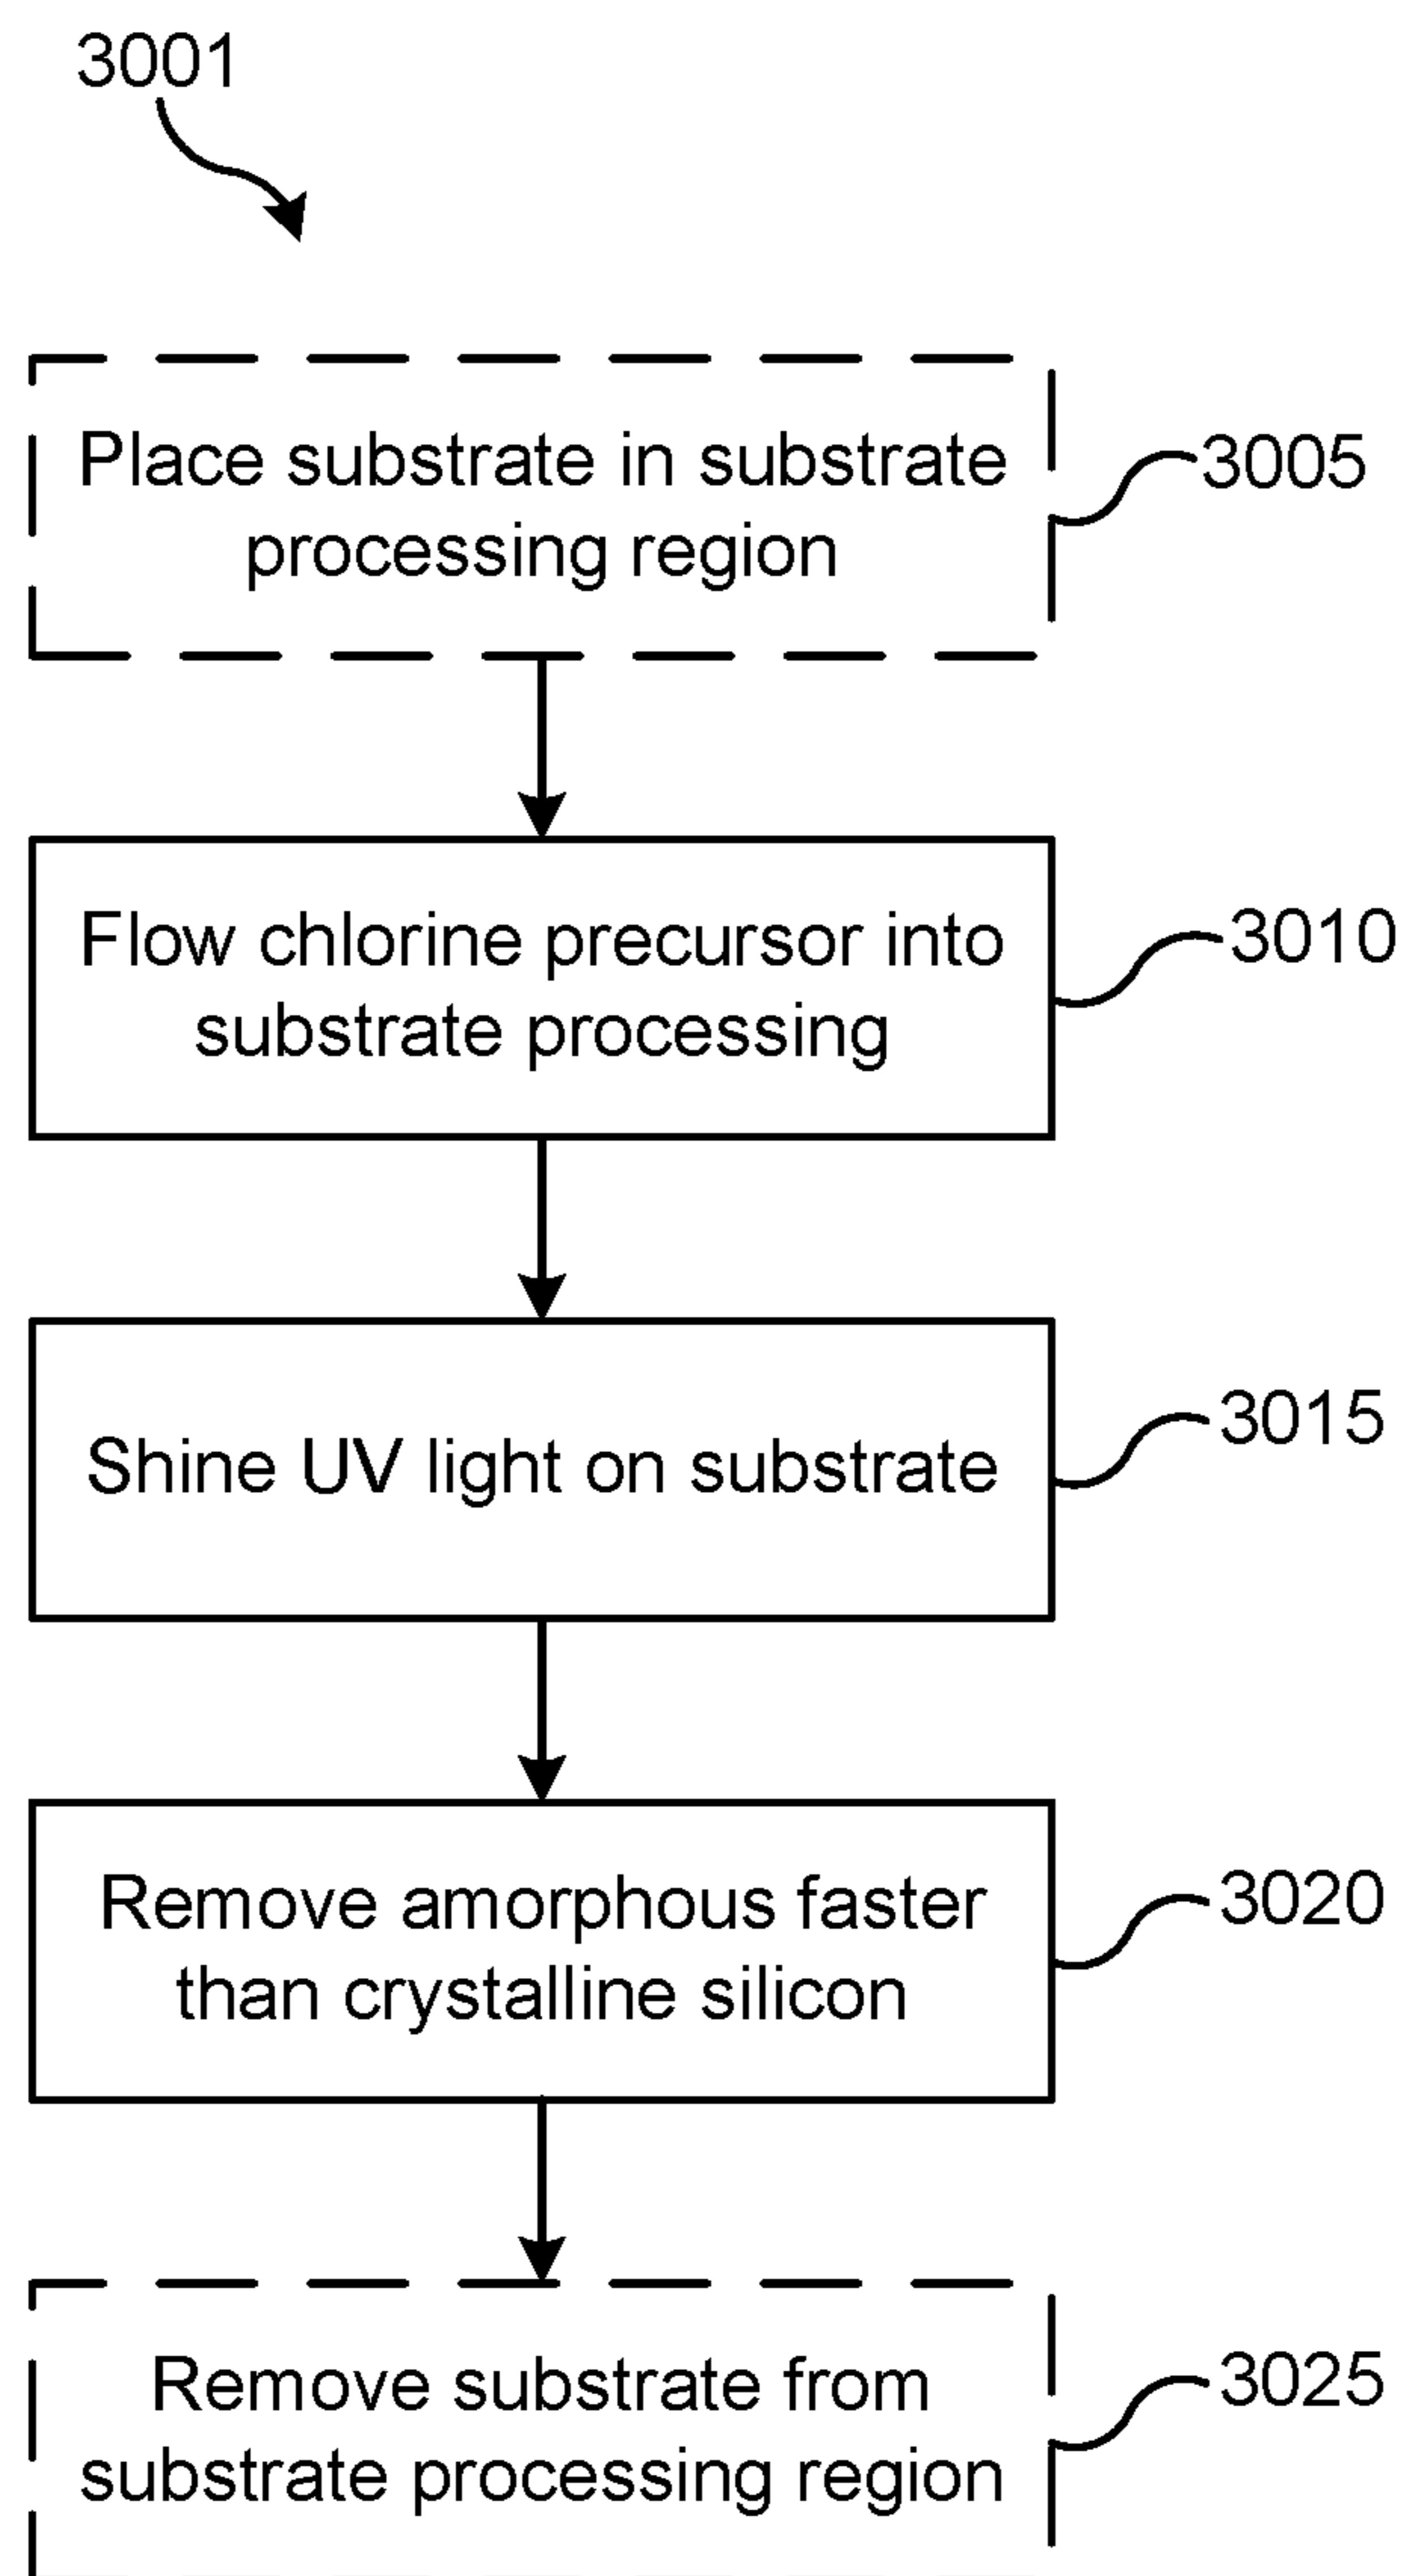 3001
Place substrate in substrate
processing region
3005
Flow chlorine precursor into
substrate processing
3010
Shine UV light on substrate
3015
Remove amorphous faster
than crystalline silicon
3020
Remove substrate from
substrate processing region
3025